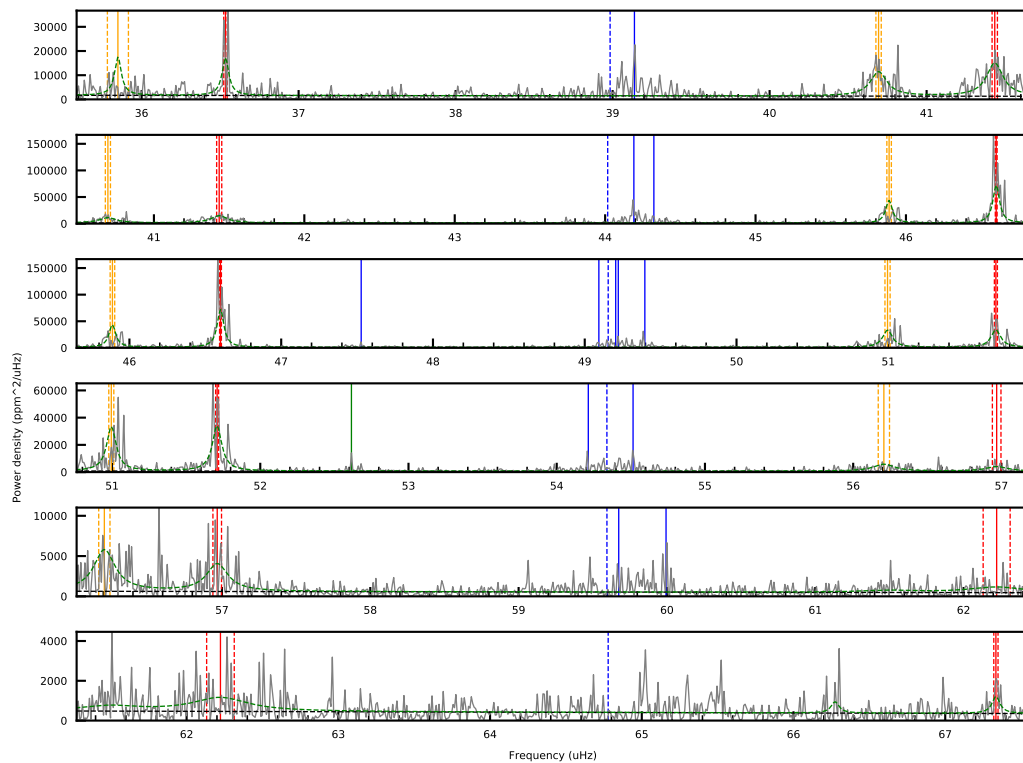 30000
20000
10000
0
36 37 38 39 40 41
150000
100000
50000
0
41 42 43 44 45 46
150000
100000
50000
0
46 47 48 49 50 51
Power density (ppm^2/uHz)
60000
40000
20000
0
51 52 53 54 55 56 57
10000
5000
0
57 58 59 60 61 62
4000
2000
0
62 63 64 65 66 67
Frequency (uHz)